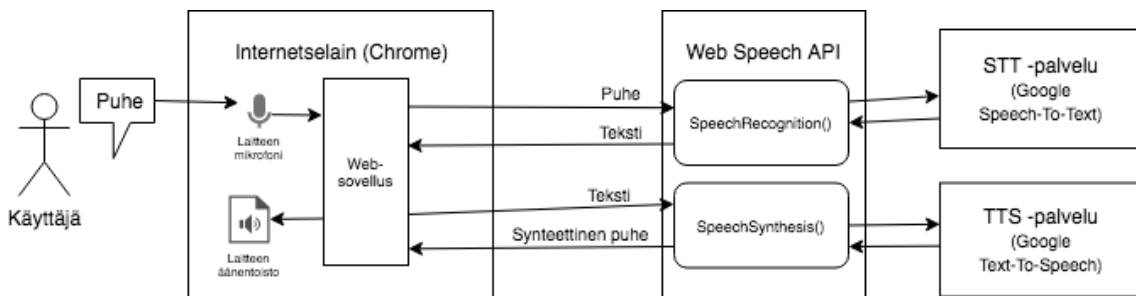 Käyttäjä
Puhe
Internetselain (Chrome)
Laitteen
mikrofoni
Laitteen
äänentoisto
Web-
sovellus
Puhe
Teksti
Teksti
Synteettinen puhe
Web Speech API
SpeechRecognition()
SpeechSynthesis()
STT -palvelu
(Google
Speech-To-Text)
TTS -palvelu
(Google
Text-To-Speech)